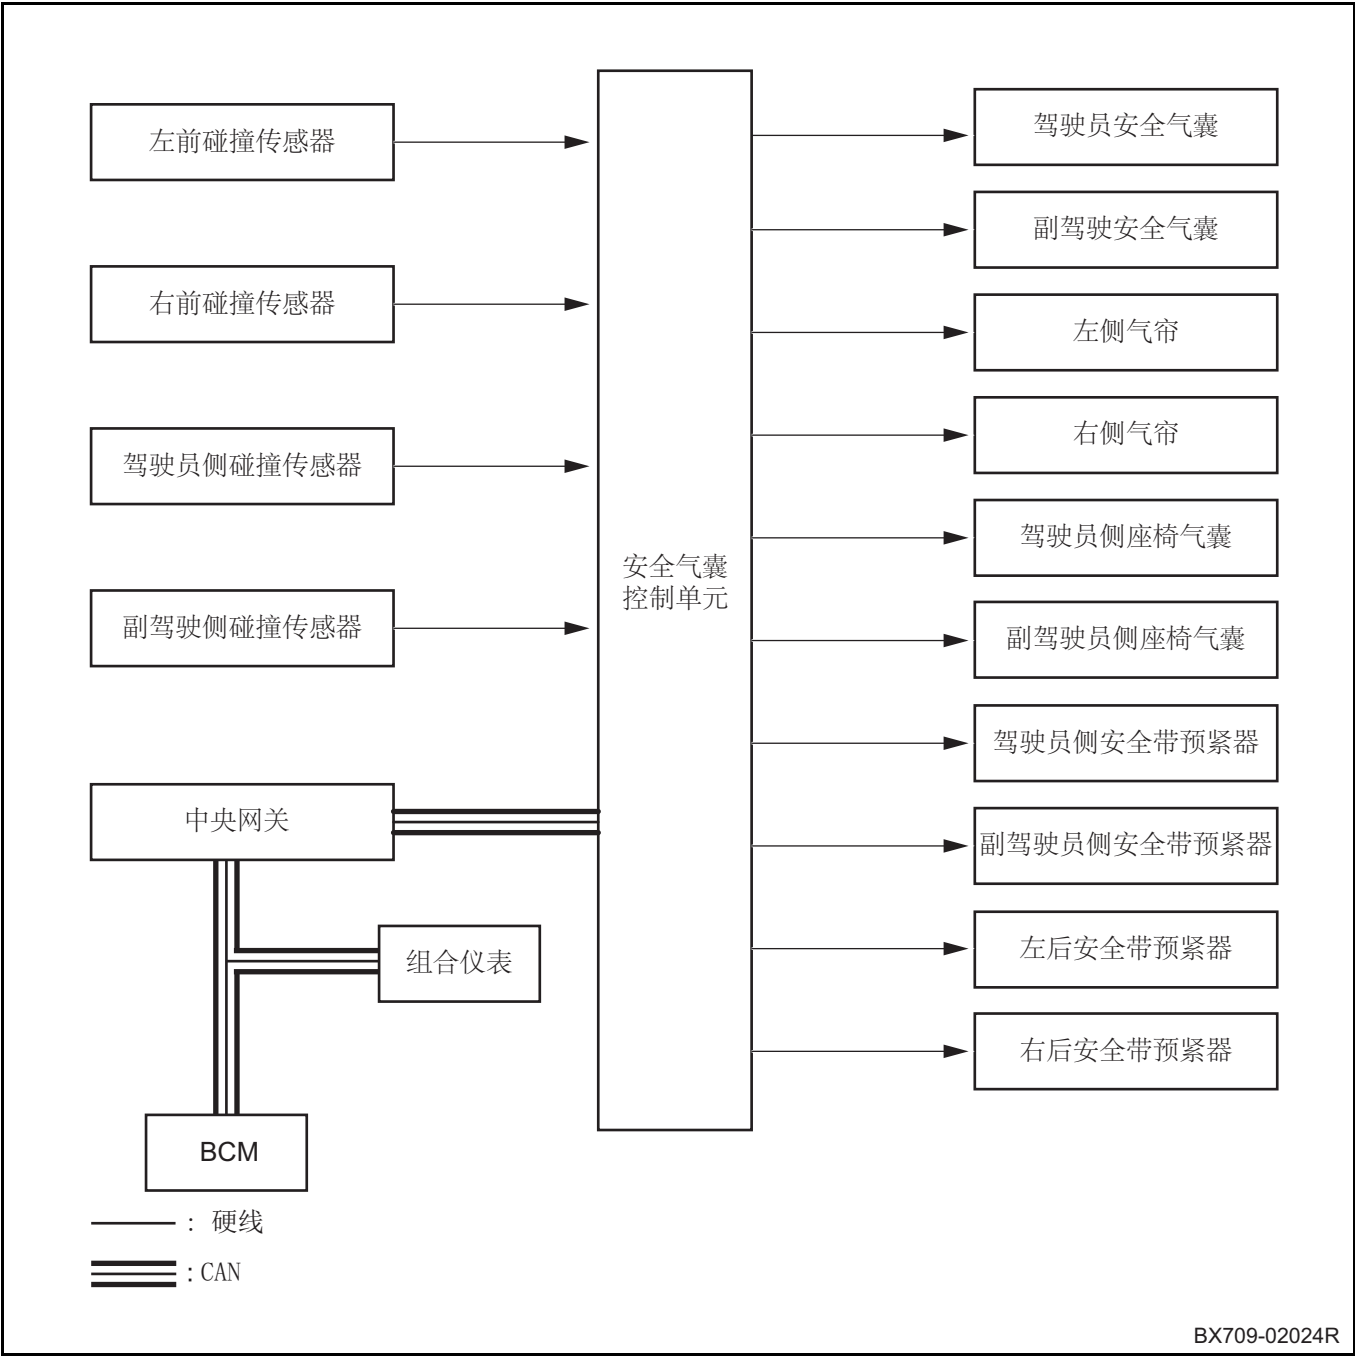 左前碰撞传感器
右前碰撞传感器
驾驶员侧碰撞传感器
副驾驶侧碰撞传感器
中央网关
组合仪表
BCM
安全气囊
控制单元
驾驶员安全气囊
副驾驶安全气囊
左侧气帘
右侧气帘
驾驶员侧座椅气囊
副驾驶员侧座椅气囊
驾驶员侧安全带预紧器
副驾驶员侧安全带预紧器
左后安全带预紧器
右后安全带预紧器
: 硬线
: CAN
BX709-02024R